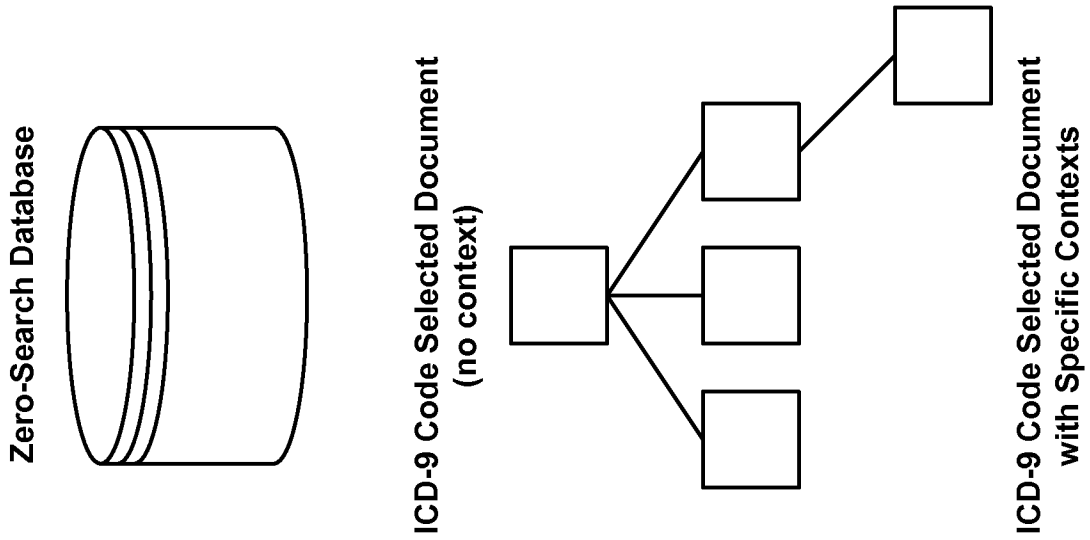 Zero-Search Database
ICD-9 Code Selected Document
(no context)
ICD-9 Code Selected Document
with Specific Contexts